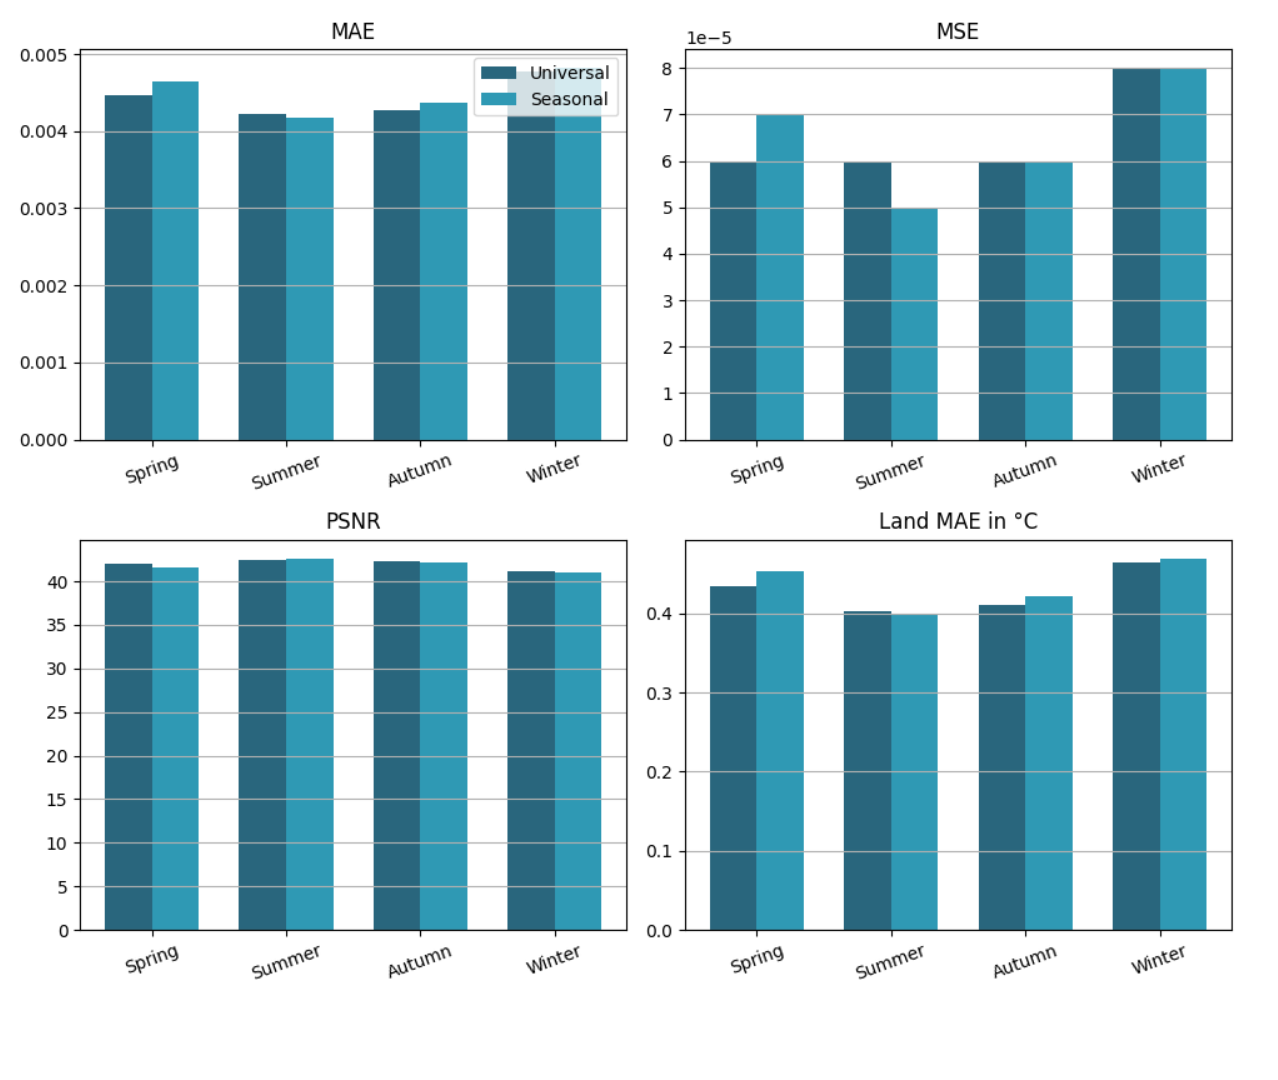 MAE
0.005
0.004
0.003
0.002
0.001
0.000
Universal
Seasonal
Spring Summer Autumn Winter
MSE
1e−5
8
7
6
5
4
3
2
1
0
Spring Summer Autumn Winter
PSNR
40
35
30
25
20
15
10
5
0
Spring Summer Autumn Winter
Land MAE in °C
0.4
0.3
0.2
0.1
0.0
Spring Summer Autumn Winter